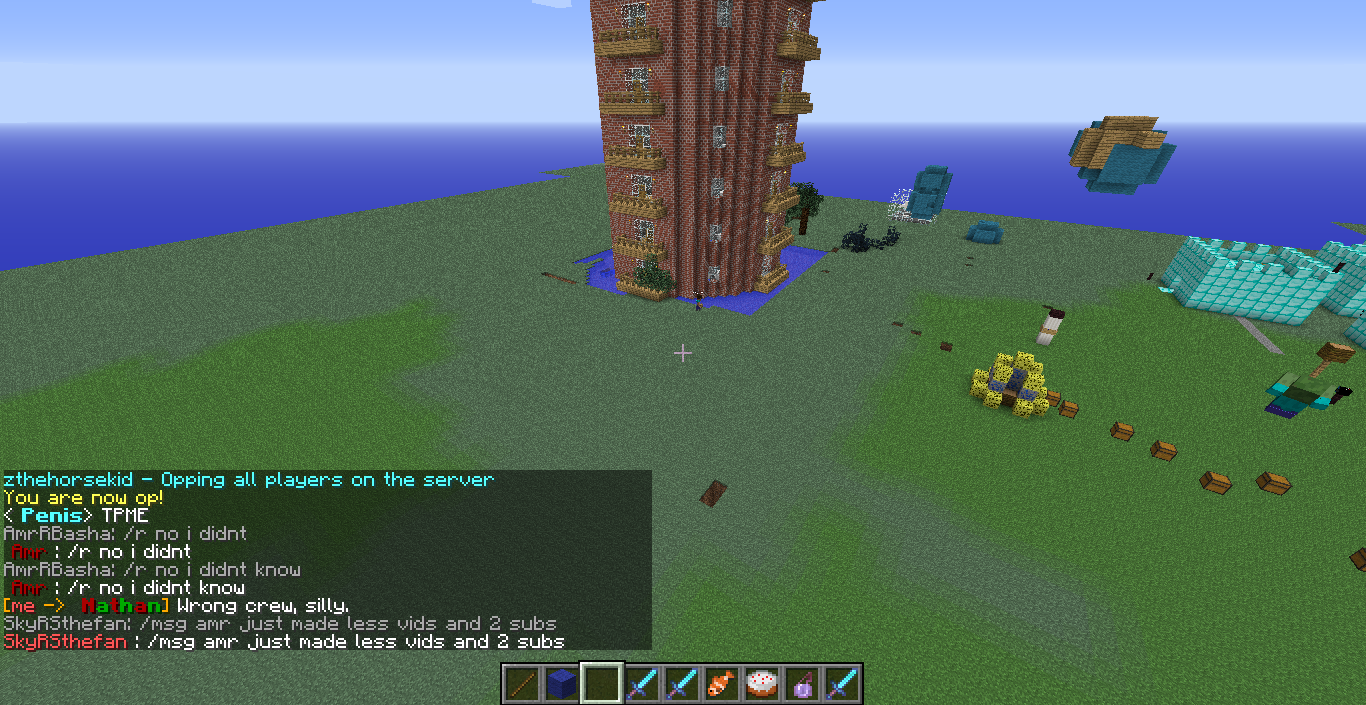 zthehorsekid - Opping all players on the server
You are now op!
< Penis> TPME
AmrRBasha: /r no i didnt
Amr : /r no i didnt
AmrRBasha: /r no i didnt know
Amr : /r no i didnt know
[me -> Nathan] Wrong crew, silly.
SkyRSthefan: /msg amr just made less vids and 2 subs
SkyRSthefan : /msg amr just made less vids and 2 subs